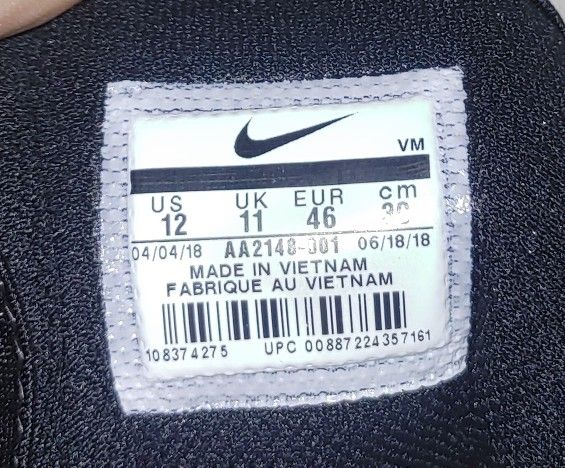 VM
US UK EUR cm
12 11 46 30
04/04/18 AA2148-001 06/18/18
MADE IN VIETNAM
FABRIQUE AU VIETNAM
108374275 UPC 00887224357161